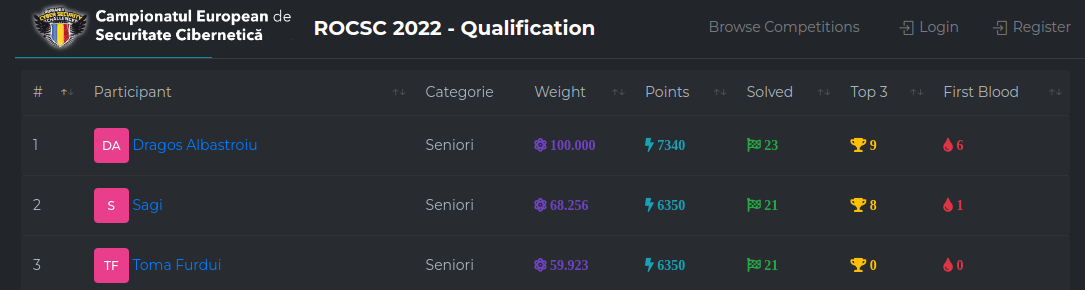 Campionatul European de
Securitate Cibernetică
ROCSC 2022 - Qualification
Browse Competitions Login Register
# Participant Categorie Weight Points Solved Top 3 First Blood
1 DA Dragos Albastroiu Seniori 100.000 7340 23 9 6
2 S Sagi Seniori 68.256 6350 21 8 1
3 TF Toma Furdui Seniori 59.923 6350 21 0 0